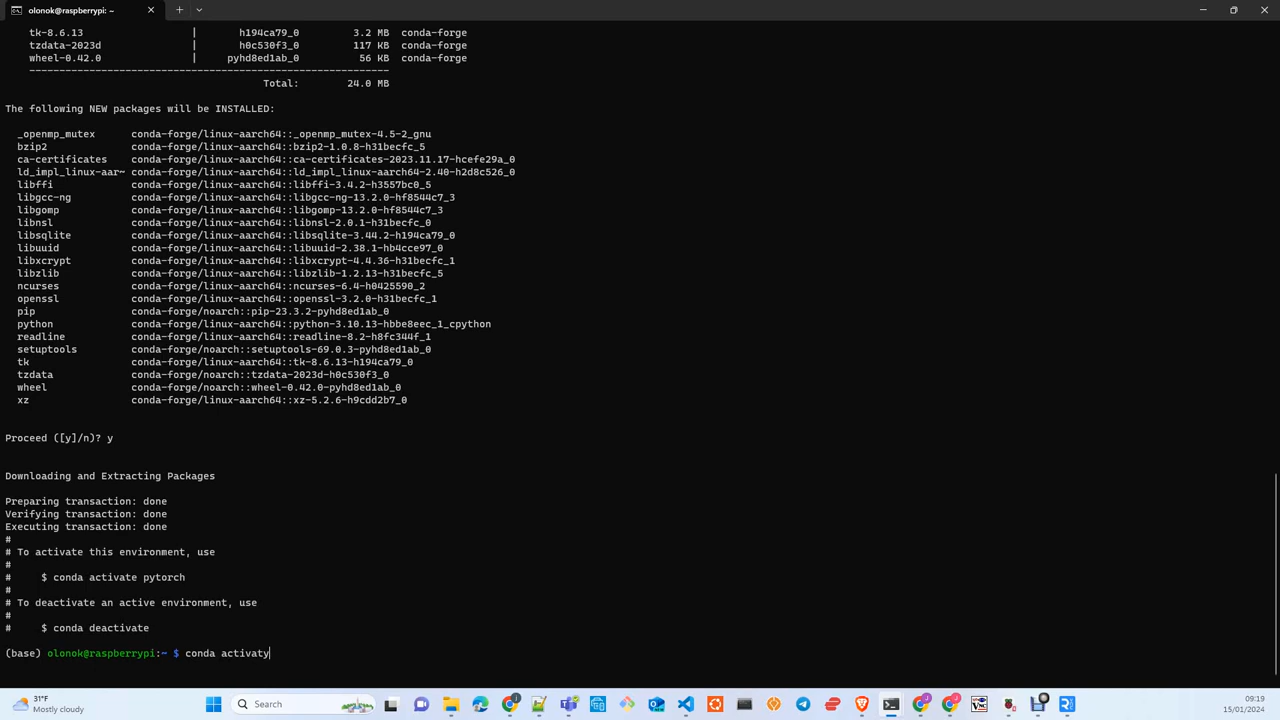 olonok@raspberrypi: ~
tk-8.6.13 | h194ca79_0 3.2 MB conda-forge
tzdata-2023d | h0c530f3_0 117 KB conda-forge
wheel-0.42.0 | pyhd8ed1ab_0 56 KB conda-forge
------------------------------------------------------------
Total: 24.0 MB
The following NEW packages will be INSTALLED:
_openmp_mutex conda-forge/linux-aarch64::_openmp_mutex-4.5-2_gnu
bzip2 conda-forge/linux-aarch64::bzip2-1.0.8-h31becfc_5
ca-certificates conda-forge/linux-aarch64::ca-certificates-2023.11.17-hcefe29a_0
ld_impl_linux-aar~ conda-forge/linux-aarch64::ld_impl_linux-aarch64-2.40-h2d8c526_0
libffi conda-forge/linux-aarch64::libffi-3.4.2-h3557bc0_5
libgcc-ng conda-forge/linux-aarch64::libgcc-ng-13.2.0-hf8544c7_3
libgomp conda-forge/linux-aarch64::libgomp-13.2.0-hf8544c7_3
libnsl conda-forge/linux-aarch64::libnsl-2.0.1-h31becfc_0
libsqlite conda-forge/linux-aarch64::libsqlite-3.44.2-h194ca79_0
libuuid conda-forge/linux-aarch64::libuuid-2.38.1-hb4cce97_0
libxcrypt conda-forge/linux-aarch64::libxcrypt-4.4.36-h31becfc_1
libzlib conda-forge/linux-aarch64::libzlib-1.2.13-h31becfc_5
ncurses conda-forge/linux-aarch64::ncurses-6.4-h0425590_2
openssl conda-forge/linux-aarch64::openssl-3.2.0-h31becfc_1
pip conda-forge/noarch::pip-23.3.2-pyhd8ed1ab_0
python conda-forge/linux-aarch64::python-3.10.13-hbbe8eec_1_cpython
readline conda-forge/linux-aarch64::readline-8.2-h8fc344f_1
setuptools conda-forge/noarch::setuptools-69.0.3-pyhd8ed1ab_0
tk conda-forge/linux-aarch64::tk-8.6.13-h194ca79_0
tzdata conda-forge/noarch::tzdata-2023d-h0c530f3_0
wheel conda-forge/noarch::wheel-0.42.0-pyhd8ed1ab_0
xz conda-forge/linux-aarch64::xz-5.2.6-h9cdd2b7_0
Proceed ([y]/n)? y
Downloading and Extracting Packages
Preparing transaction: done
Verifying transaction: done
Executing transaction: done
#
# To activate this environment, use
#
# $ conda activate pytorch
#
# To deactivate an active environment, use
#
# $ conda deactivate
(base) olonok@raspberrypi:~ $ conda activaty
31°F
Mostly cloudy
Search
09:19
15/01/2024